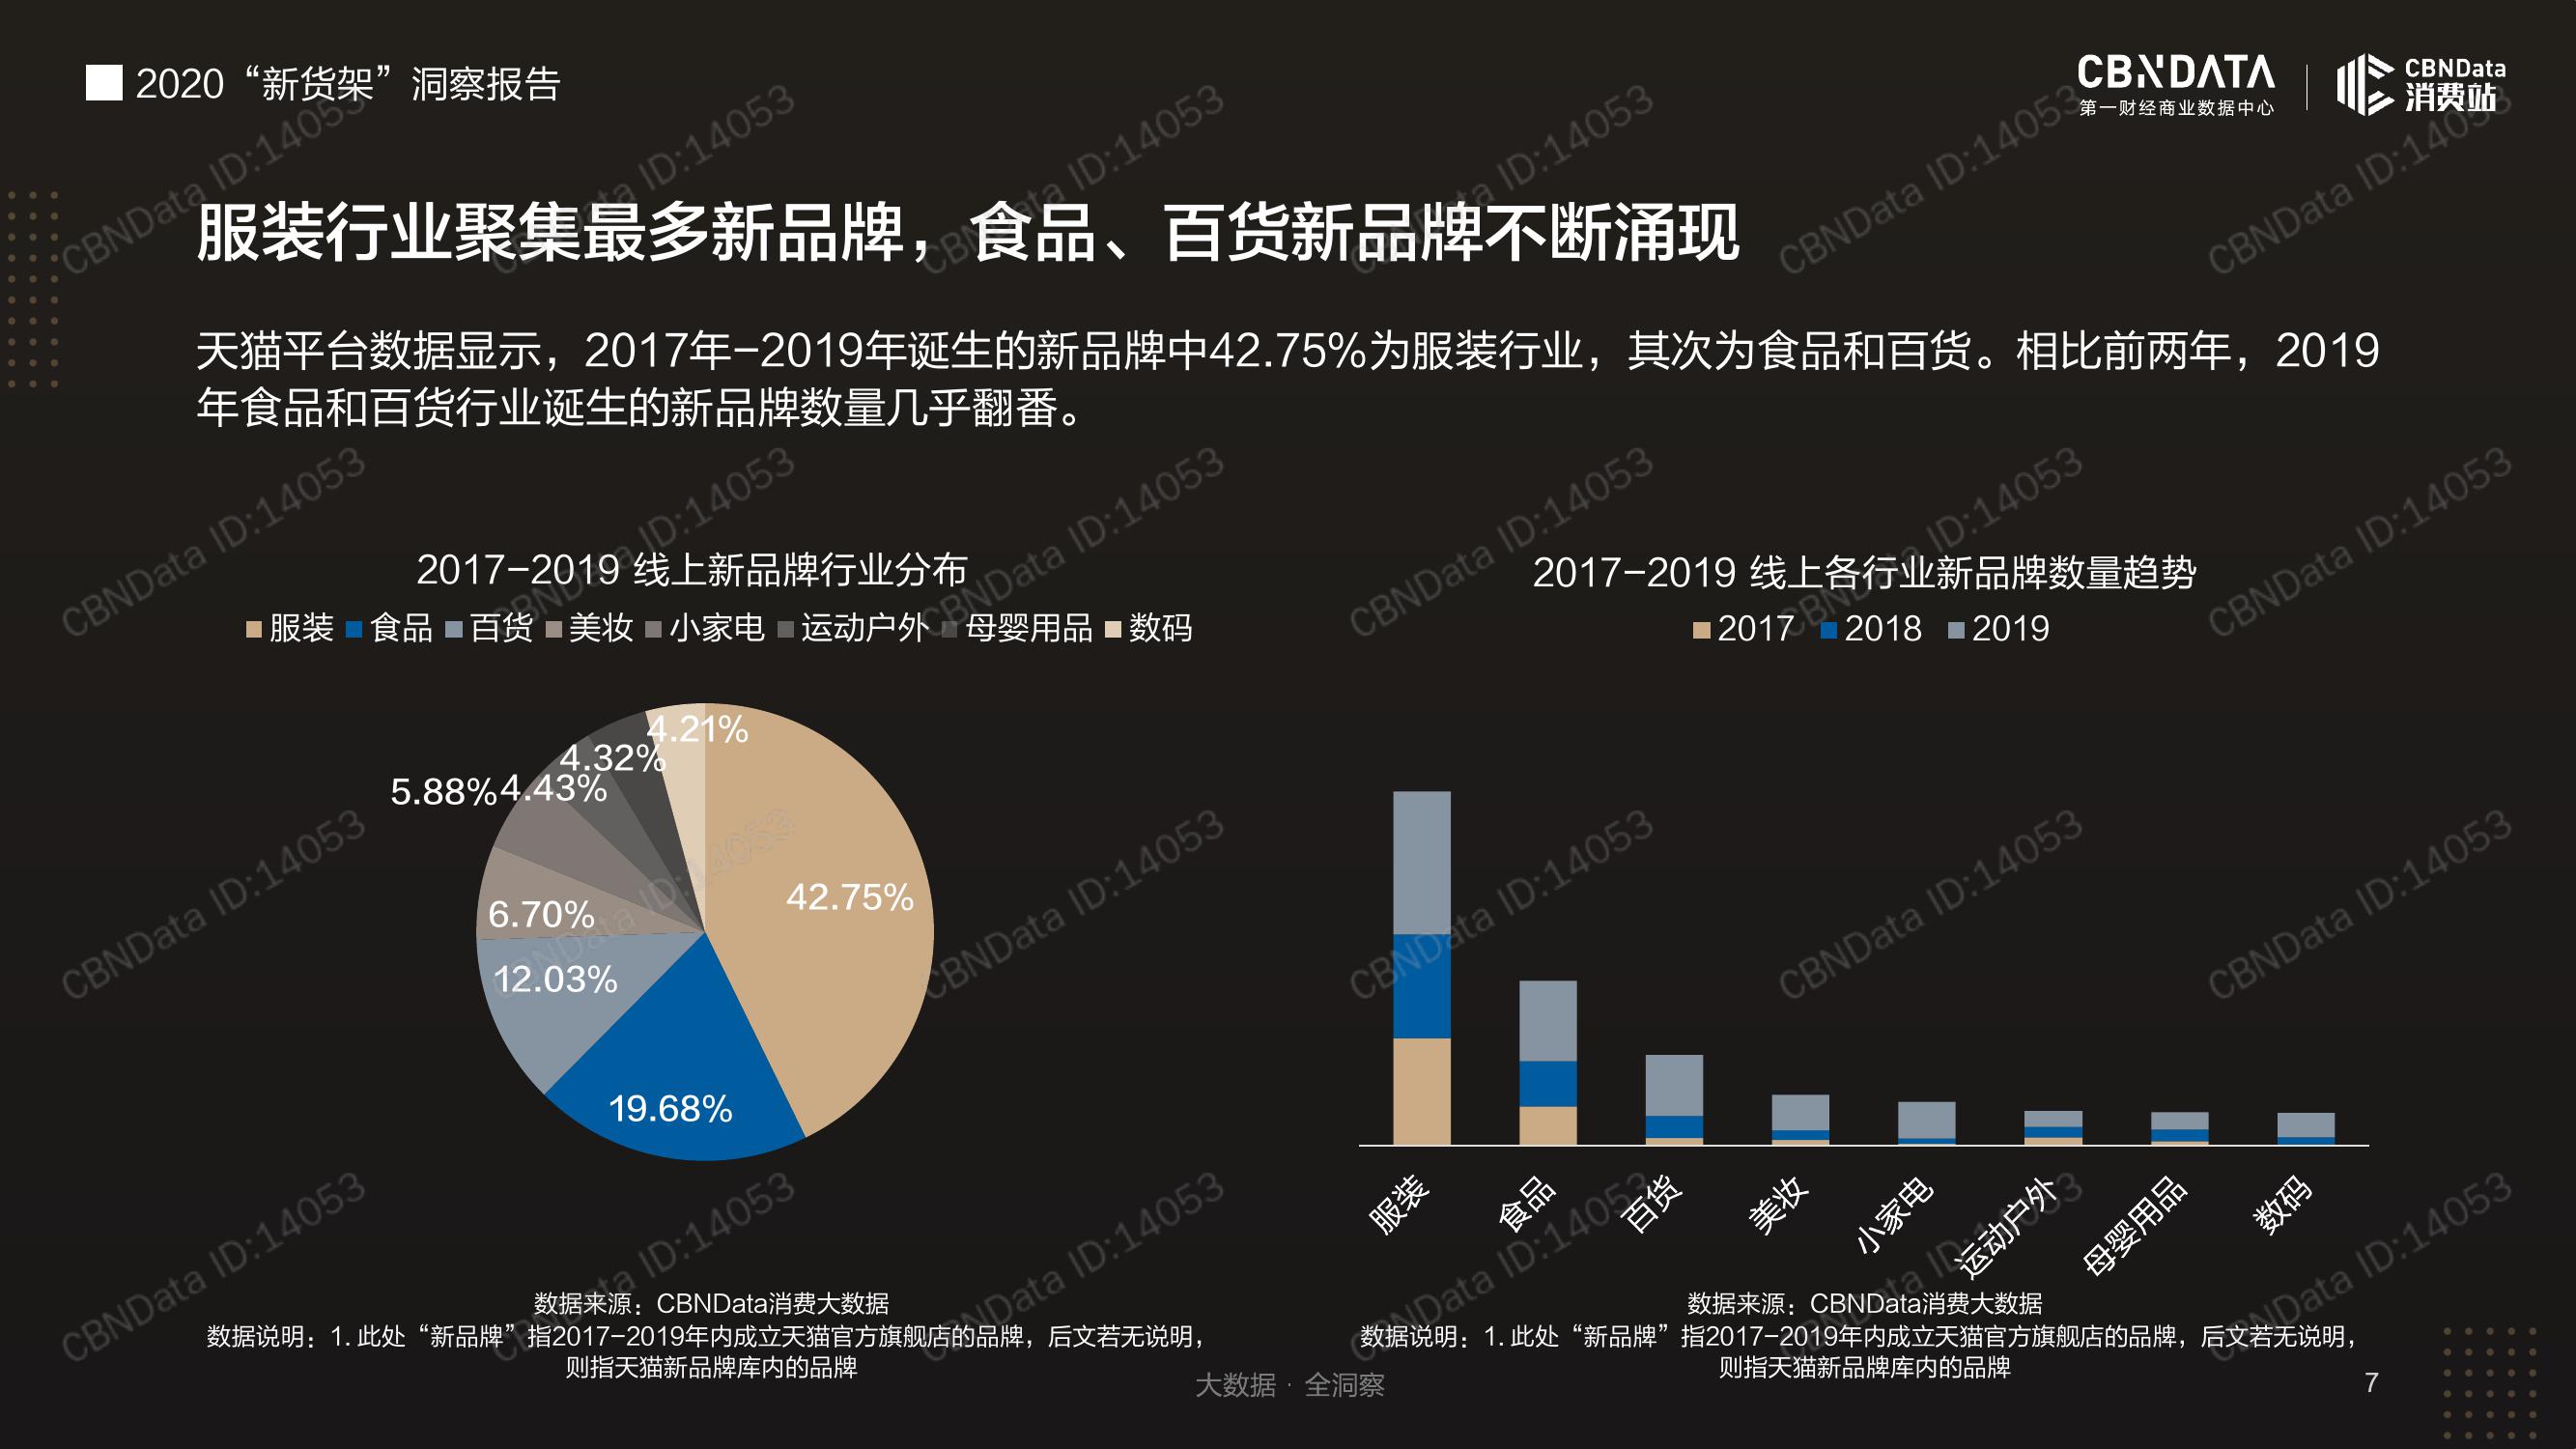 2020“新货架”洞察报告
CBNDATA
第一财经商业数据中心
CBNData
消费站
服装行业聚集最多新品牌，食品、百货新品牌不断涌现
天猫平台数据显示，2017年-2019年诞生的新品牌中42.75%为服装行业，其次为食品和百货。相比前两年，2019
年食品和百货行业诞生的新品牌数量几乎翻番。
2017-2019 线上新品牌行业分布
服装 食品 百货 美妆 小家电 运动户外 母婴用品 数码
4.21%
4.32%
5.88% 4.43%
42.75%
6.70%
12.03%
19.68%
数据来源：CBNData消费大数据
数据说明：1. 此处“新品牌”指2017-2019年内成立天猫官方旗舰店的品牌，后文若无说明，
则指天猫新品牌库内的品牌
2017-2019 线上各行业新品牌数量趋势
2017 2018 2019
服装 食品 百货 美妆 小家电 运动户外 母婴用品 数码
数据来源：CBNData消费大数据
数据说明：1. 此处“新品牌”指2017-2019年内成立天猫官方旗舰店的品牌，后文若无说明，
则指天猫新品牌库内的品牌
大数据 · 全洞察
7
CBNData ID:14053